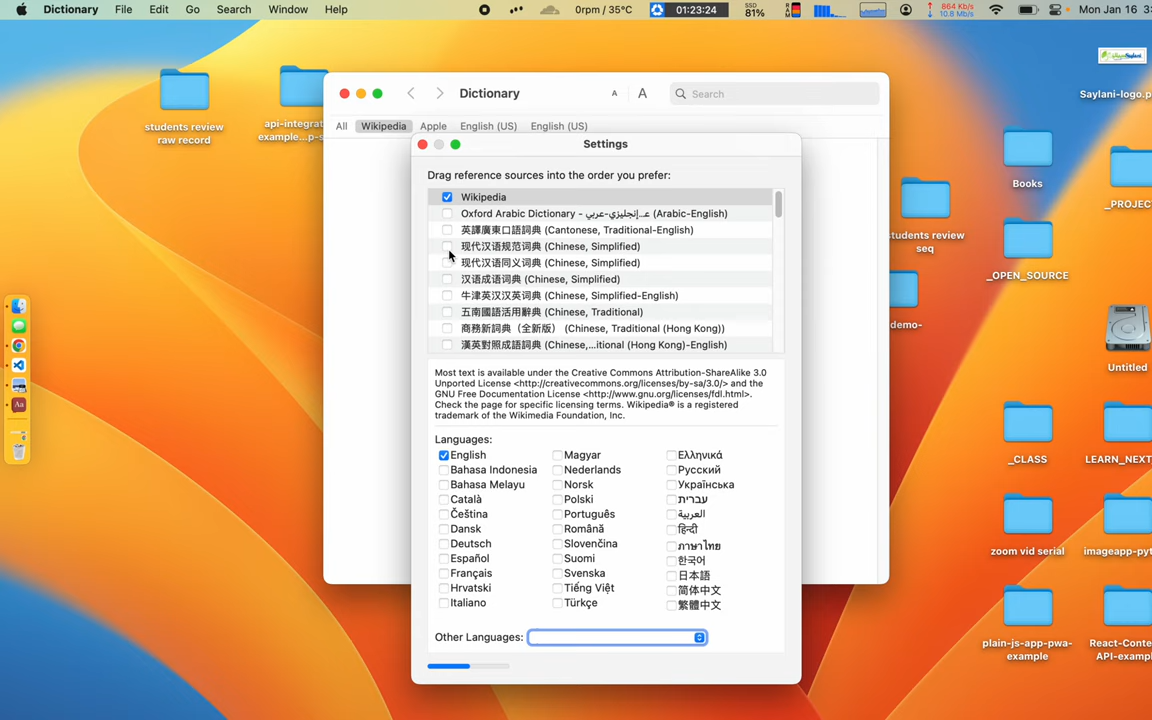 Dictionary File Edit Go Search Window Help 0rpm / 35°C 01:23:24 SSD 81% 864 Kb/s 10.8 Mb/s Mon Jan 16
students review
raw record
api-integrat
example...p-s
Dictionary A A Search
All Wikipedia Apple English (US) English (US)
Settings
Drag reference sources into the order you prefer:
Wikipedia
Oxford Arabic Dictionary - إنجليزي-عربي...عـ (Arabic-English)
英譯廣東口語詞典 (Cantonese, Traditional-English)
现代汉语规范词典 (Chinese, Simplified)
现代汉语同义词典 (Chinese, Simplified)
汉语成语词典 (Chinese, Simplified)
牛津英汉汉英词典 (Chinese, Simplified-English)
五南國語活用辭典 (Chinese, Traditional)
商務新詞典（全新版） (Chinese, Traditional (Hong Kong))
漢英對照成語詞典 (Chinese,...itional (Hong Kong)-English)
Most text is available under the Creative Commons Attribution-ShareAlike 3.0
Unported License <http://creativecommons.org/licenses/by-sa/3.0/> and the
GNU Free Documentation License <http://www.gnu.org/licenses/fdl.html>.
Check the page for specific licensing terms. Wikipedia® is a registered
trademark of the Wikimedia Foundation, Inc.
Languages:
English Magyar Ελληνικά
Bahasa Indonesia Nederlands Русский
Bahasa Melayu Norsk Українська
Català Polski עברית
Čeština Português العربية
Dansk Română हिन्दी
Deutsch Slovenčina ภาษาไทย
Español Suomi 한국어
Français Svenska 日本語
Hrvatski Tiếng Việt 简体中文
Italiano Türkçe 繁體中文
Other Languages:
Saylani-logo.p
Books
_PROJEC
tudents review
seq
_OPEN_SOURCE
demo-
Untitled
_CLASS
LEARN_NEXT
zoom vid serial
imageapp-pyt
plain-js-app-pwa-
example
React-Conte
API-exampl